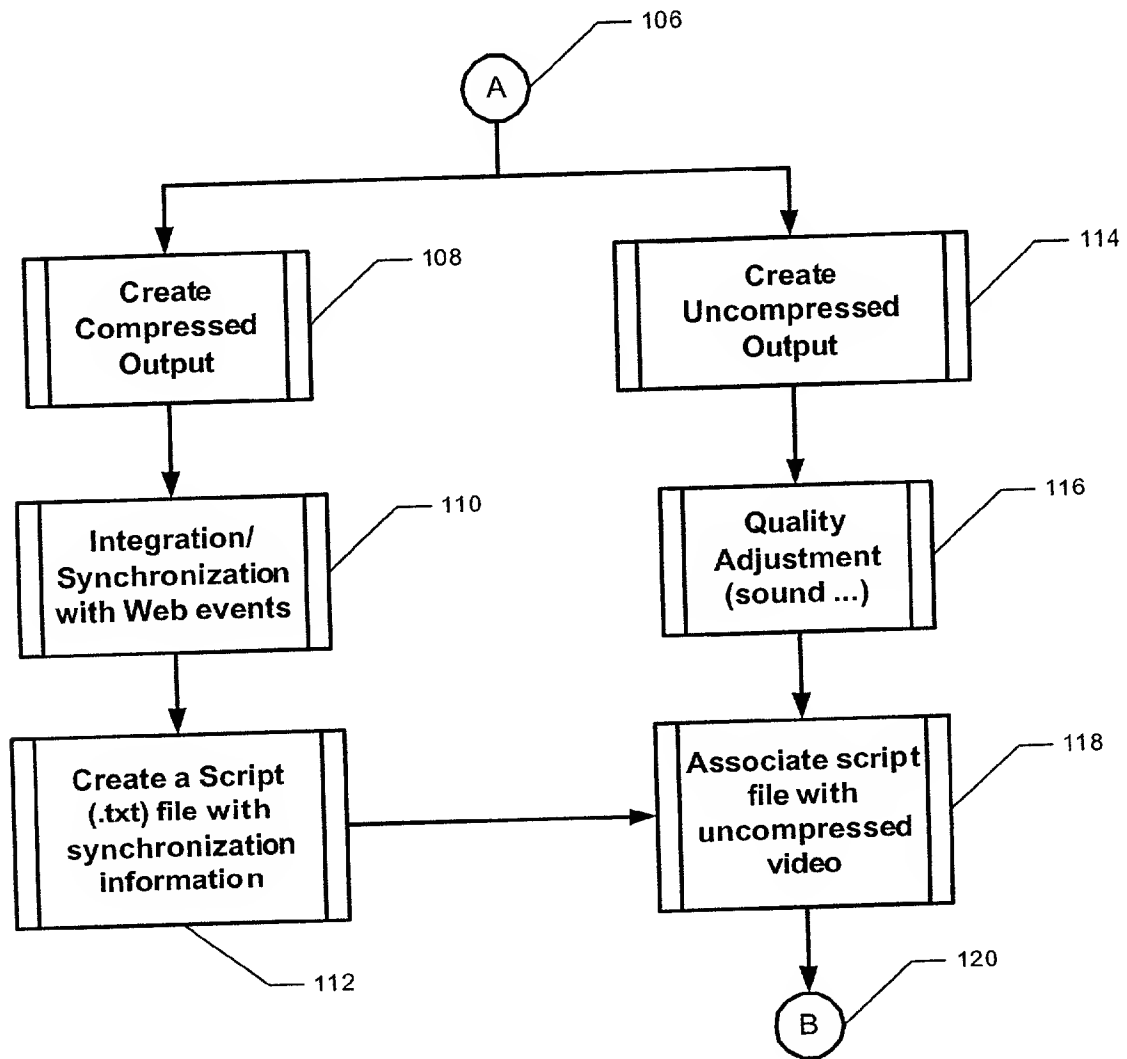 106
A
108
Create
Compressed
Output
114
Create
Uncompressed
Output
110
Integration/
Synchronization
with Web events
116
Quality
Adjustment
(sound ...)
Create a Script
(.txt) file with
synchronization
information
112
118
Associate script
file with
uncompressed
video
120
B